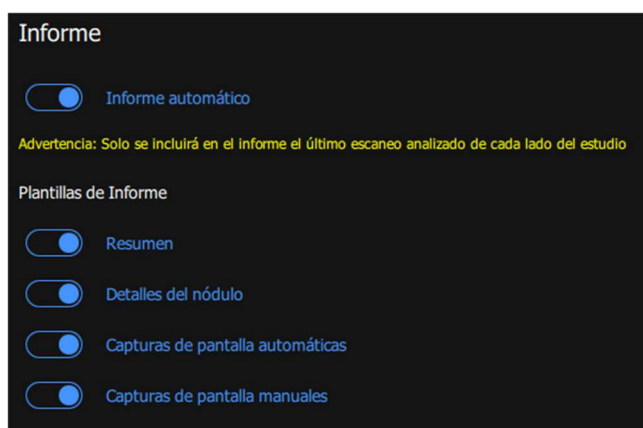 Informe
Informe automático
Advertencia: Solo se incluirá en el informe el último escaneo analizado de cada lado del estudio
Plantillas de Informe
Resumen
Detalles del nódulo
Capturas de pantalla automáticas
Capturas de pantalla manuales